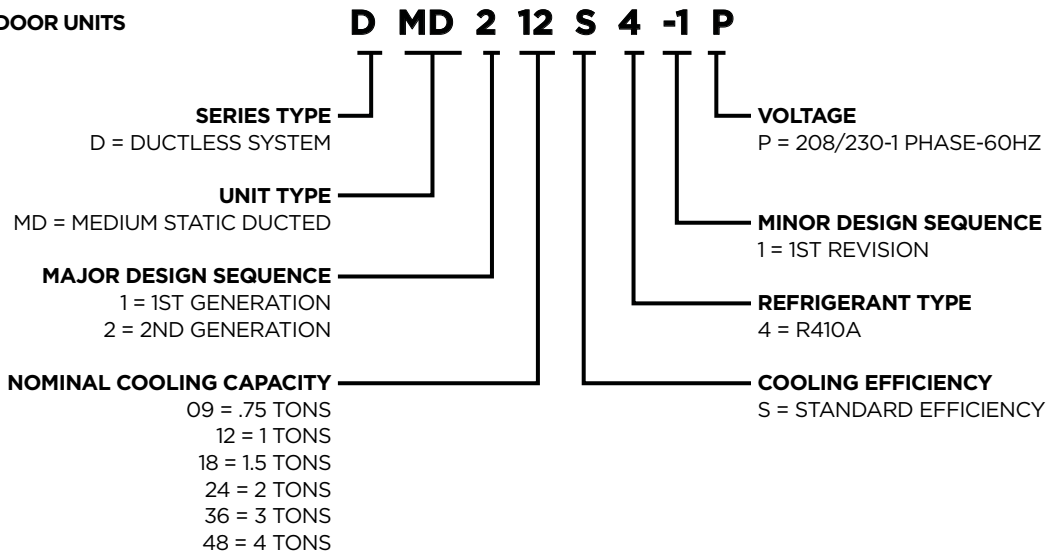 DOOR UNITS
D MD 2 12 S 4 -1 P
SERIES TYPE
D = DUCTLESS SYSTEM
UNIT TYPE
MD = MEDIUM STATIC DUCTED
MAJOR DESIGN SEQUENCE
1 = 1ST GENERATION
2 = 2ND GENERATION
NOMINAL COOLING CAPACITY
09 = .75 TONS
12 = 1 TONS
18 = 1.5 TONS
24 = 2 TONS
36 = 3 TONS
48 = 4 TONS
VOLTAGE
P = 208/230-1 PHASE-60HZ
MINOR DESIGN SEQUENCE
1 = 1ST REVISION
REFRIGERANT TYPE
4 = R410A
COOLING EFFICIENCY
S = STANDARD EFFICIENCY